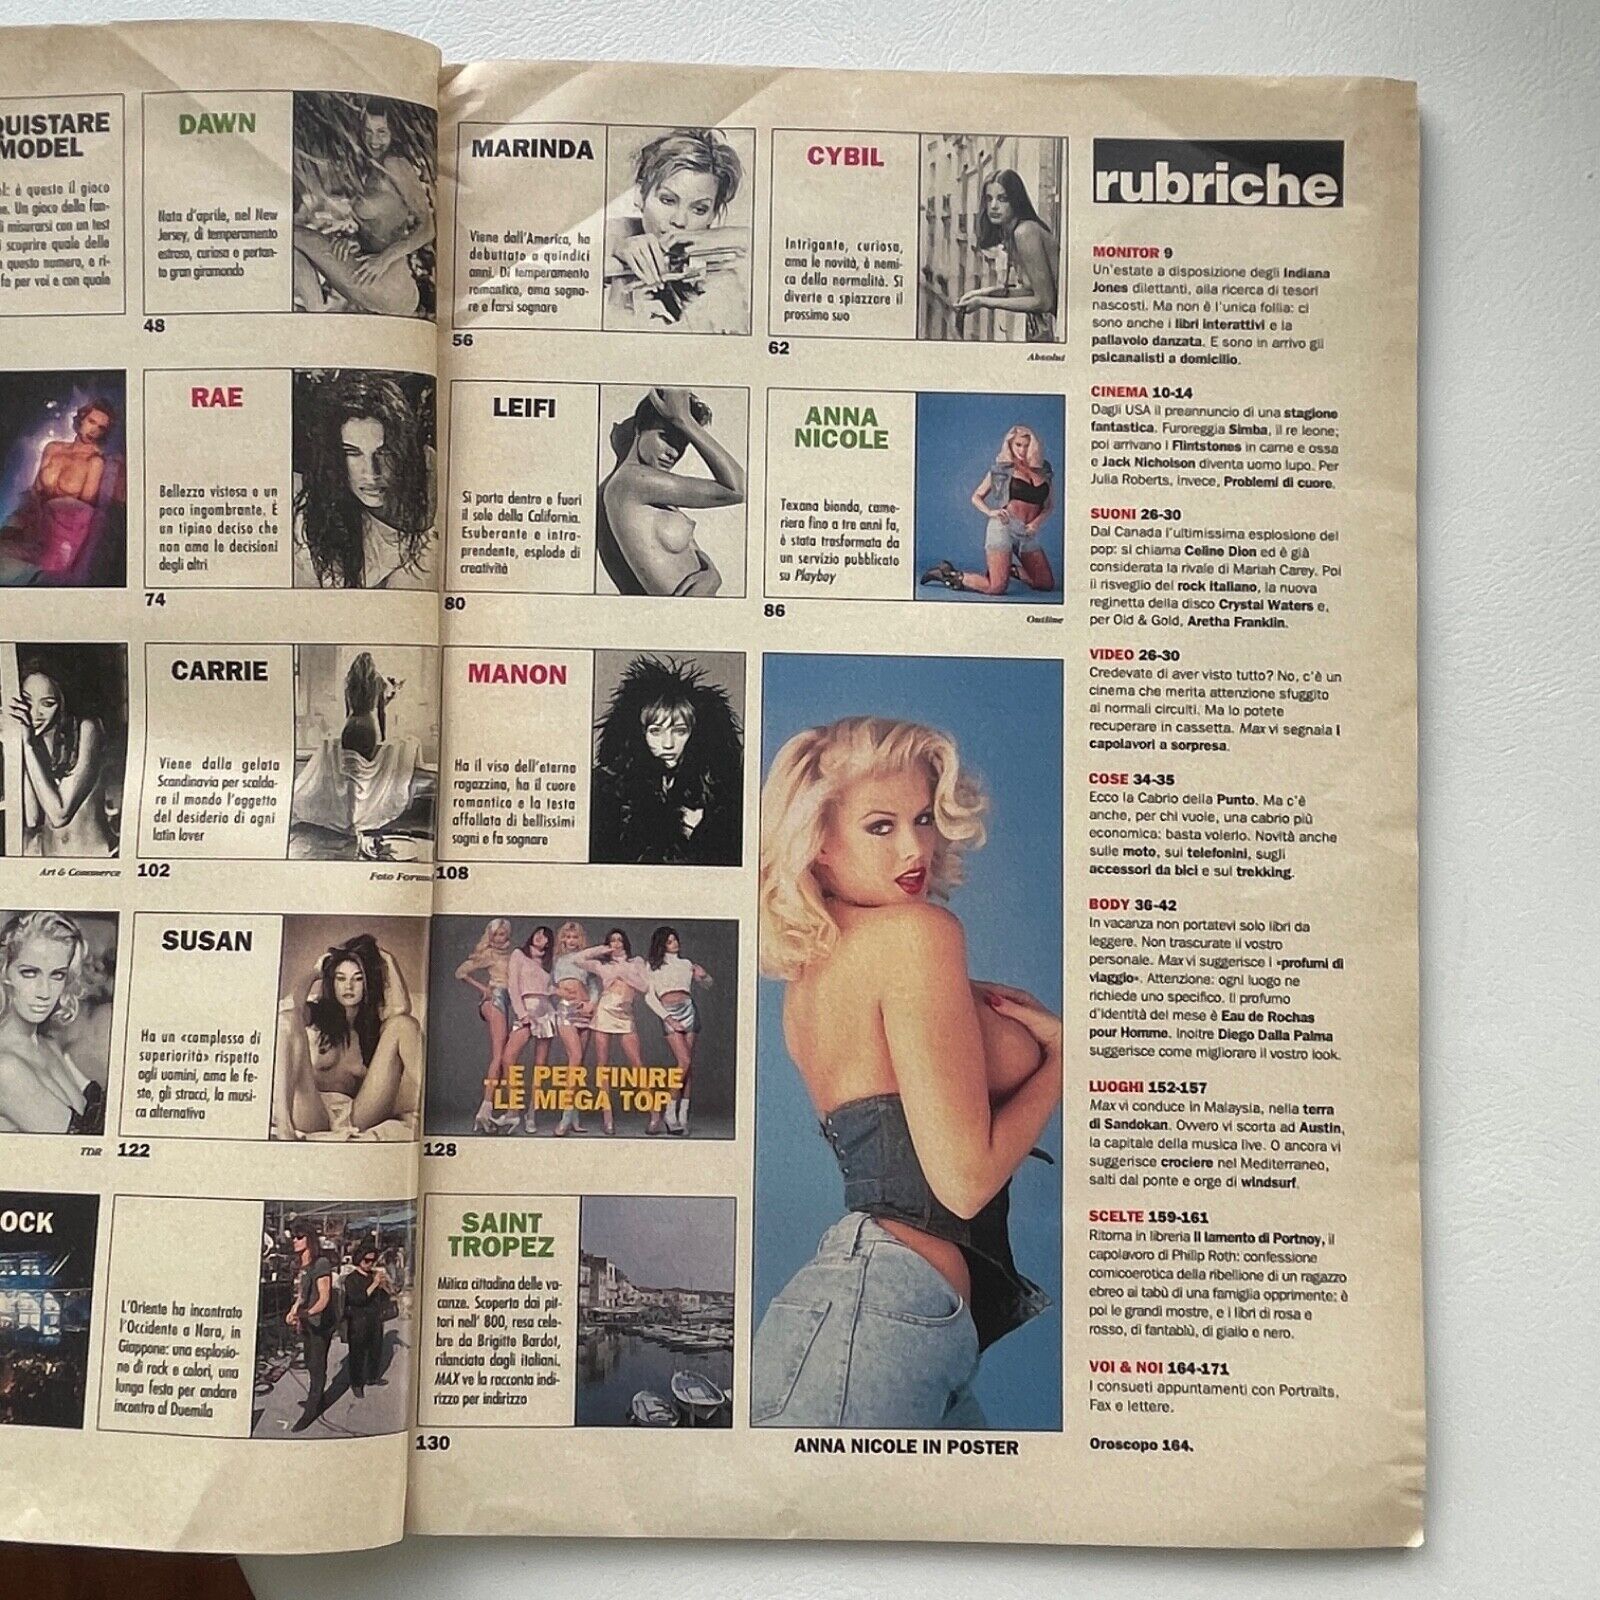 QUISTARE
MODEL
l: è questo il gioco
ne. Un gioco della fan-
i misurarsi con un test
scoprire quale delle
questo numero, e ri-
fa per voi e con quale
DAWN
Nata d'aprile, nel New
Jersey, di temperamento
estroso, curiosa e pertan-
to gran giramondo
48
RAE
Bellezza vistosa e un
poco ingombrante. È
un tipino deciso che
non ama le decisioni
degli altri
74
CARRIE
Viene dalla gelata
Scandinavia per scalda-
re il mondo l'oggetto
del desiderio di ogni
latin lover
Art & Commerce
102
Foto Formul
SUSAN
Ha un «complesso di
superiorità» rispetto
agli uomini, ama le fe-
ste, gli stracci, la musi-
ca alternativa
TDR
122
OCK
L'Oriente ha incontrato
l'Occidente a Nara, in
Giappone: una esplosio-
ne di rock e colori, una
lunga festa per andare
incontro al Duemila
MARINDA
Viene dall'America, ha
debuttato a quindici
anni. Di temperamento
romantico, ama sogna-
re e farsi sognare
56
CYBIL
Intrigante, curiosa,
ama le novità, è nemi-
ca della normalità. Si
diverte a spiazzare il
prossimo suo
62
Absolut
LEIFI
Si porta dentro e fuori
il sole della California.
Esuberante e intra-
prendente, esplode di
creatività
80
ANNA
NICOLE
Texana bionda, came-
riera fino a tre anni fa,
è stata trasformata da
un servizio pubblicato
su Playboy
86
Outline
MANON
Ha il viso dell'eterna
ragazzina, ha il cuore
romantico e la testa
affollata di bellissimi
sogni e fa sognare
108
...E PER FINIRE
LE MEGA TOP
128
SAINT
TROPEZ
Mitica cittadina delle va-
canze. Scoperta dai pit-
tori nell' 800, resa cele-
bre da Brigitte Bardot,
rilanciata dagli italiani.
MAX ve la racconta indi-
rizzo per indirizzo
130
ANNA NICOLE IN POSTER
rubriche
MONITOR 9
Un'estate a disposizione degli Indiana
Jones dilettanti, alla ricerca di tesori
nascosti. Ma non è l'unica follia: ci
sono anche i libri interattivi e la
pallavolo danzata. E sono in arrivo gli
psicanalisti a domicilio.
CINEMA 10-14
Dagli USA il preannuncio di una stagione
fantastica. Furoreggia Simba, il re leone;
poi arrivano i Flintstones in carne e ossa
e Jack Nicholson diventa uomo lupo. Per
Julia Roberts, invece, Problemi di cuore.
SUONI 26-30
Dal Canada l'ultimissima esplosione del
pop: si chiama Celine Dion ed è già
considerata la rivale di Mariah Carey. Poi
il risveglio del rock italiano, la nuova
reginetta della disco Crystal Waters e,
per Old & Gold, Aretha Franklin.
VIDEO 26-30
Credevate di aver visto tutto? No, c'è un
cinema che merita attenzione sfuggito
ai normali circuiti. Ma lo potete
recuperare in cassetta. Max vi segnala i
capolavori a sorpresa.
COSE 34-35
Ecco la Cabrio della Punto. Ma c'è
anche, per chi vuole, una cabrio più
economica: basta volerlo. Novità anche
sulle moto, sui telefonini, sugli
accessori da bici e sul trekking.
BODY 36-42
In vacanza non portatevi solo libri da
leggere. Non trascurate il vostro
personale. Max vi suggerisce i «profumi di
viaggio». Attenzione: ogni luogo ne
richiede uno specifico. Il profumo
d'identità del mese è Eau de Rochas
pour Homme. Inoltre Diego Dalla Palma
suggerisce come migliorare il vostro look.
LUOGHI 152-157
Max vi conduce in Malaysia, nella terra
di Sandokan. Ovvero vi scorta ad Austin,
la capitale della musica live. O ancora vi
suggerisce crociere nel Mediterraneo,
salti dal ponte e orge di windsurf.
SCELTE 159-161
Ritorna in libreria Il lamento di Portnoy, il
capolavoro di Philip Roth: confessione
comicoerotica della ribellione di un ragazzo
ebreo ai tabù di una famiglia opprimente; è
poi le grandi mostre, e i libri di rosa e
rosso, di fantablù, di giallo e nero.
VOI & NOI 164-171
I consueti appuntamenti con Portraits,
Fax e lettere.
Oroscopo 164.